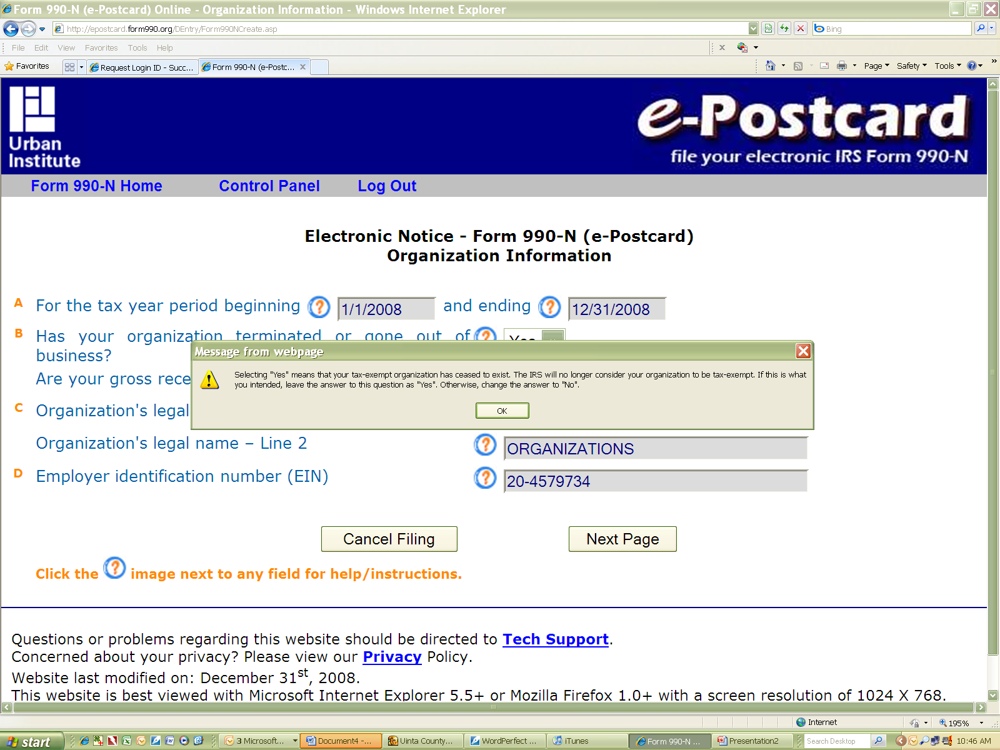 Form 990-N (e-Postcard) Online - Organization Information - Windows Internet Explorer
http://epostcard.form990.org/DEntry/Form990NCreate.asp
Bing
File Edit View Favorites Tools Help
Favorites
Request Login ID - Succ...
Form 990-N (e-Postc...
Page Safety Tools
Urban
Institute
e-Postcard
file your electronic IRS Form 990-N
Form 990-N Home Control Panel Log Out
Electronic Notice - Form 990-N (e-Postcard)
Organization Information
A For the tax year period beginning ? 1/1/2008 and ending ? 12/31/2008
B Has your organization terminated or gone out of ? Yes
business?
Are your gross rece
Message from webpage
Selecting "Yes" means that your tax-exempt organization has ceased to exist. The IRS will no longer consider your organization to be tax-exempt. If this is what
you intended, leave the answer to this question as "Yes". Otherwise, change the answer to "No".
OK
C Organization's legal
Organization's legal name – Line 2 ? ORGANIZATIONS
D Employer identification number (EIN) ? 20-4579734
Cancel Filing Next Page
Click the ? image next to any field for help/instructions.
Questions or problems regarding this website should be directed to Tech Support.
Concerned about your privacy? Please view our Privacy Policy.
Website last modified on: December 31st, 2008.
This website is best viewed with Microsoft Internet Explorer 5.5+ or Mozilla Firefox 1.0+ with a screen resolution of 1024 X 768.
Internet 195%
start 3 Microsoft... Document4 -... Uinta County... WordPerfect ... iTunes Form 990-N ... Presentation2 Search Desktop 10:46 AM